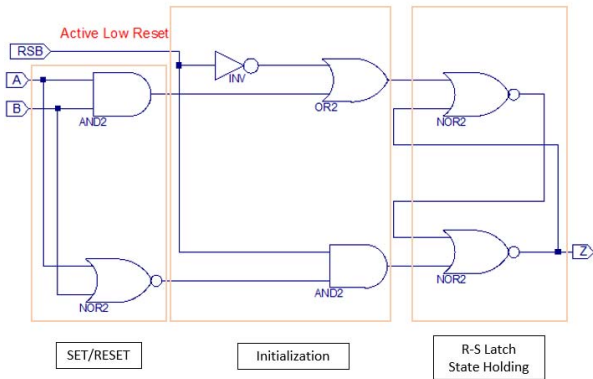 Active Low Reset
RSB
A
B
INV
AND2
OR2
NOR2
NOR2
Z
AND2
NOR2
SET/RESET
Initialization
R-S Latch
State Holding